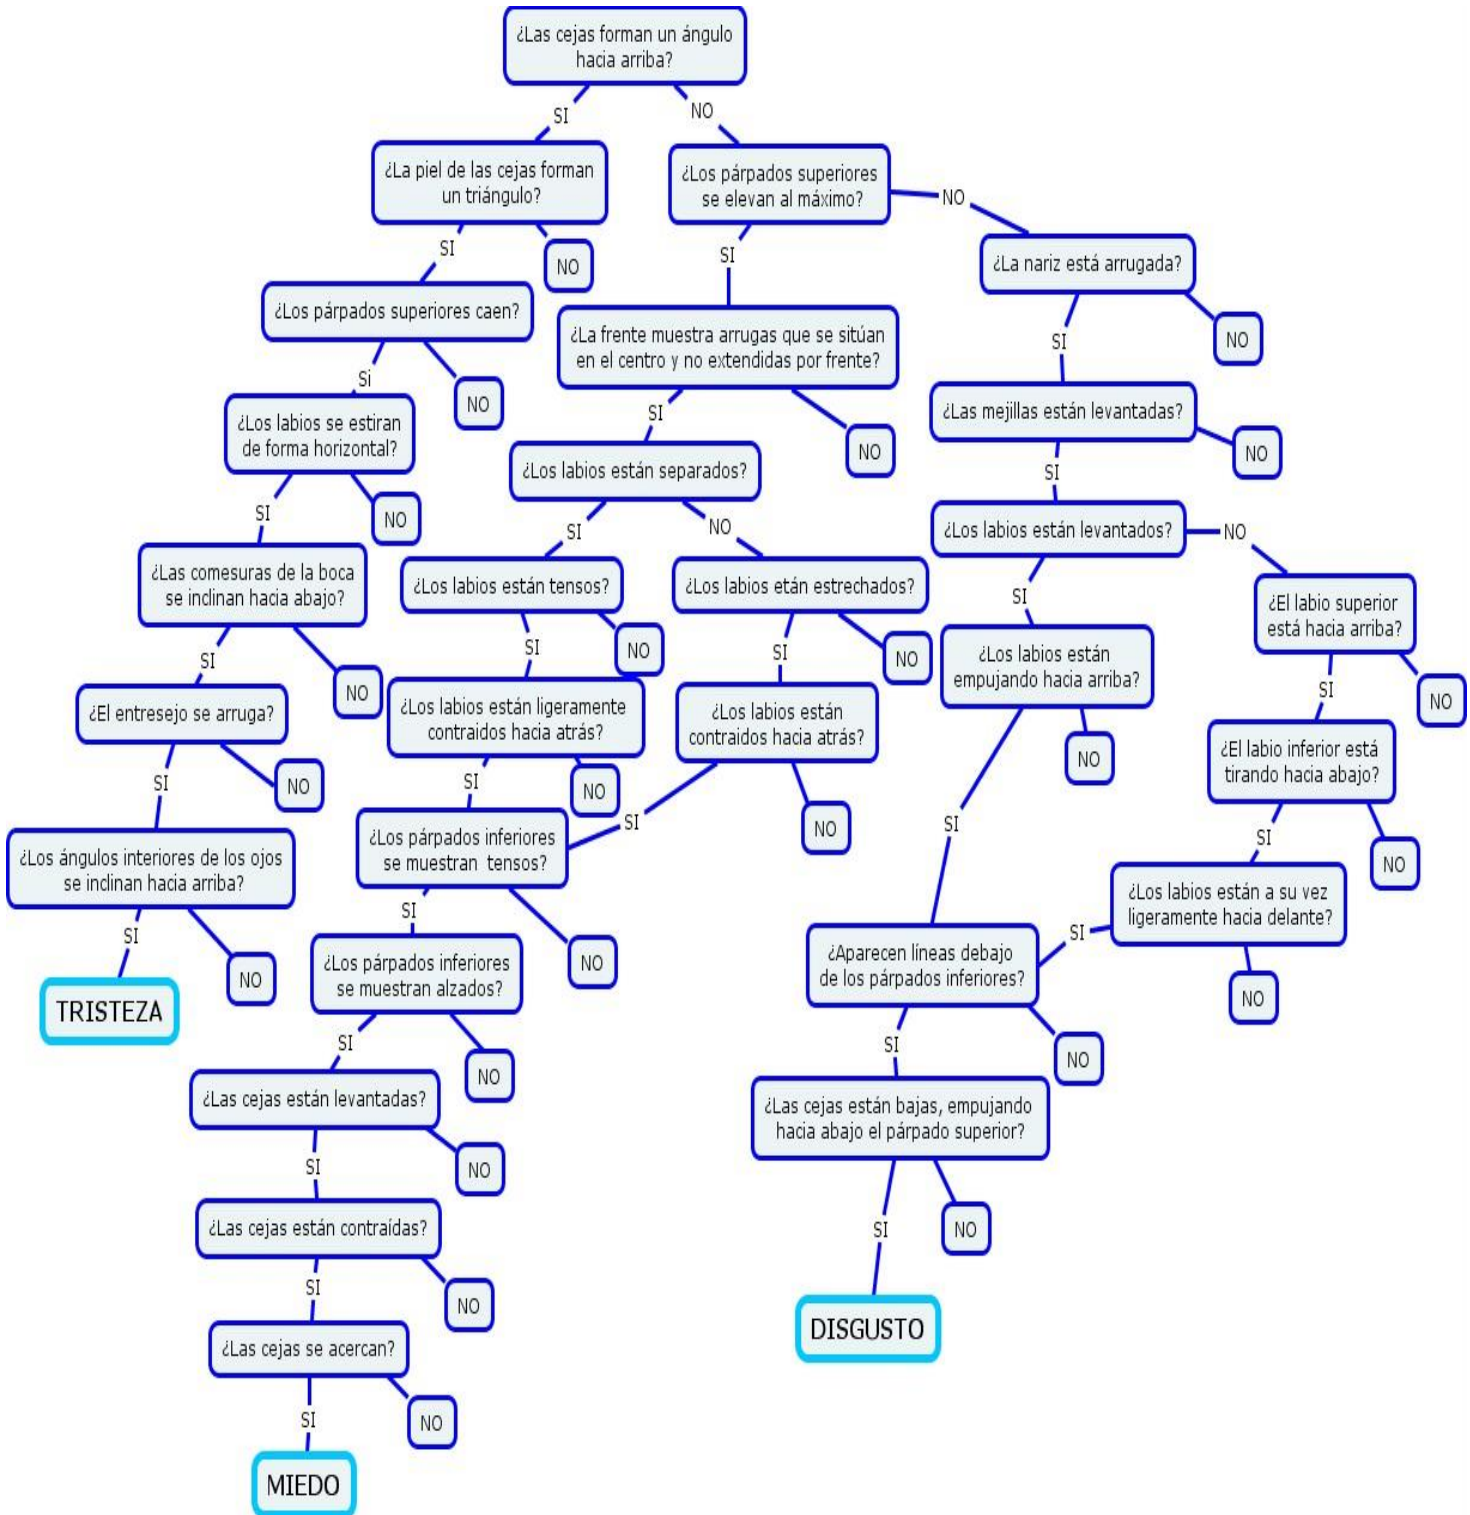 ¿Las cejas forman un ángulo
hacia arriba?
SI
NO
¿La piel de las cejas forman
un triángulo?
¿Los párpados superiores
se elevan al máximo?
NO
SI
NO
SI
¿La nariz está arrugada?
¿Los párpados superiores caen?
¿La frente muestra arrugas que se sitúan
en el centro y no extendidas por frente?
SI
NO
Si
NO
¿Los labios se estiran
de forma horizontal?
SI
NO
¿Las mejillas están levantadas?
NO
¿Los labios están separados?
SI
SI
NO
SI
NO
SI
NO
¿Los labios están levantados?
NO
¿Las comesuras de la boca
se inclinan hacia abajo?
¿Los labios están tensos?
¿Los labios etán estrechados?
SI
¿El labio superior
está hacia arriba?
SI
NO
SI
NO
SI
NO
¿Los labios están
empujando hacia arriba?
SI
NO
¿El entresejo se arruga?
¿Los labios están ligeramente
contraidos hacia atrás?
¿Los labios están
contraidos hacia atrás?
NO
¿El labio inferior está
tirando hacia abajo?
SI
NO
SI
NO
SI
NO
SI
SI
NO
¿Los ángulos interiores de los ojos
se inclinan hacia arriba?
¿Los párpados inferiores
se muestran tensos?
¿Los labios están a su vez
ligeramente hacia delante?
SI
NO
SI
NO
SI
NO
TRISTEZA
¿Los párpados inferiores
se muestran alzados?
¿Aparecen líneas debajo
de los párpados inferiores?
SI
NO
SI
NO
¿Las cejas están levantadas?
¿Las cejas están bajas, empujando
hacia abajo el párpado superior?
SI
NO
SI
NO
¿Las cejas están contraídas?
SI
NO
¿Las cejas se acercan?
DISGUSTO
SI
NO
MIEDO